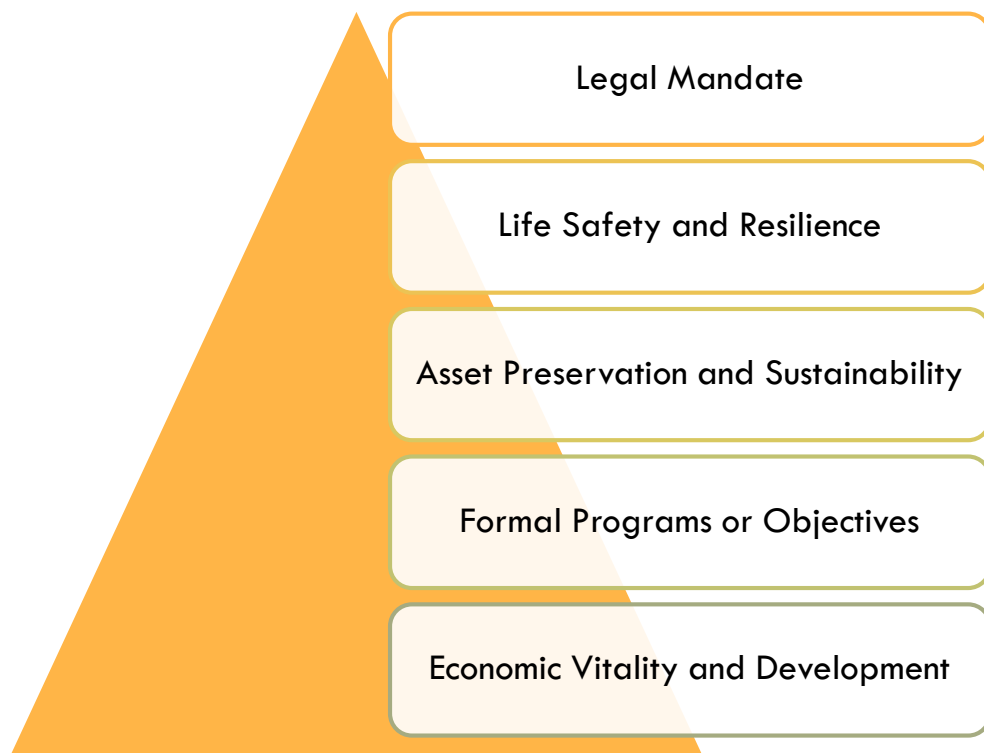 Legal Mandate
Life Safety and Resilience
Asset Preservation and Sustainability
Formal Programs or Objectives
Economic Vitality and Development